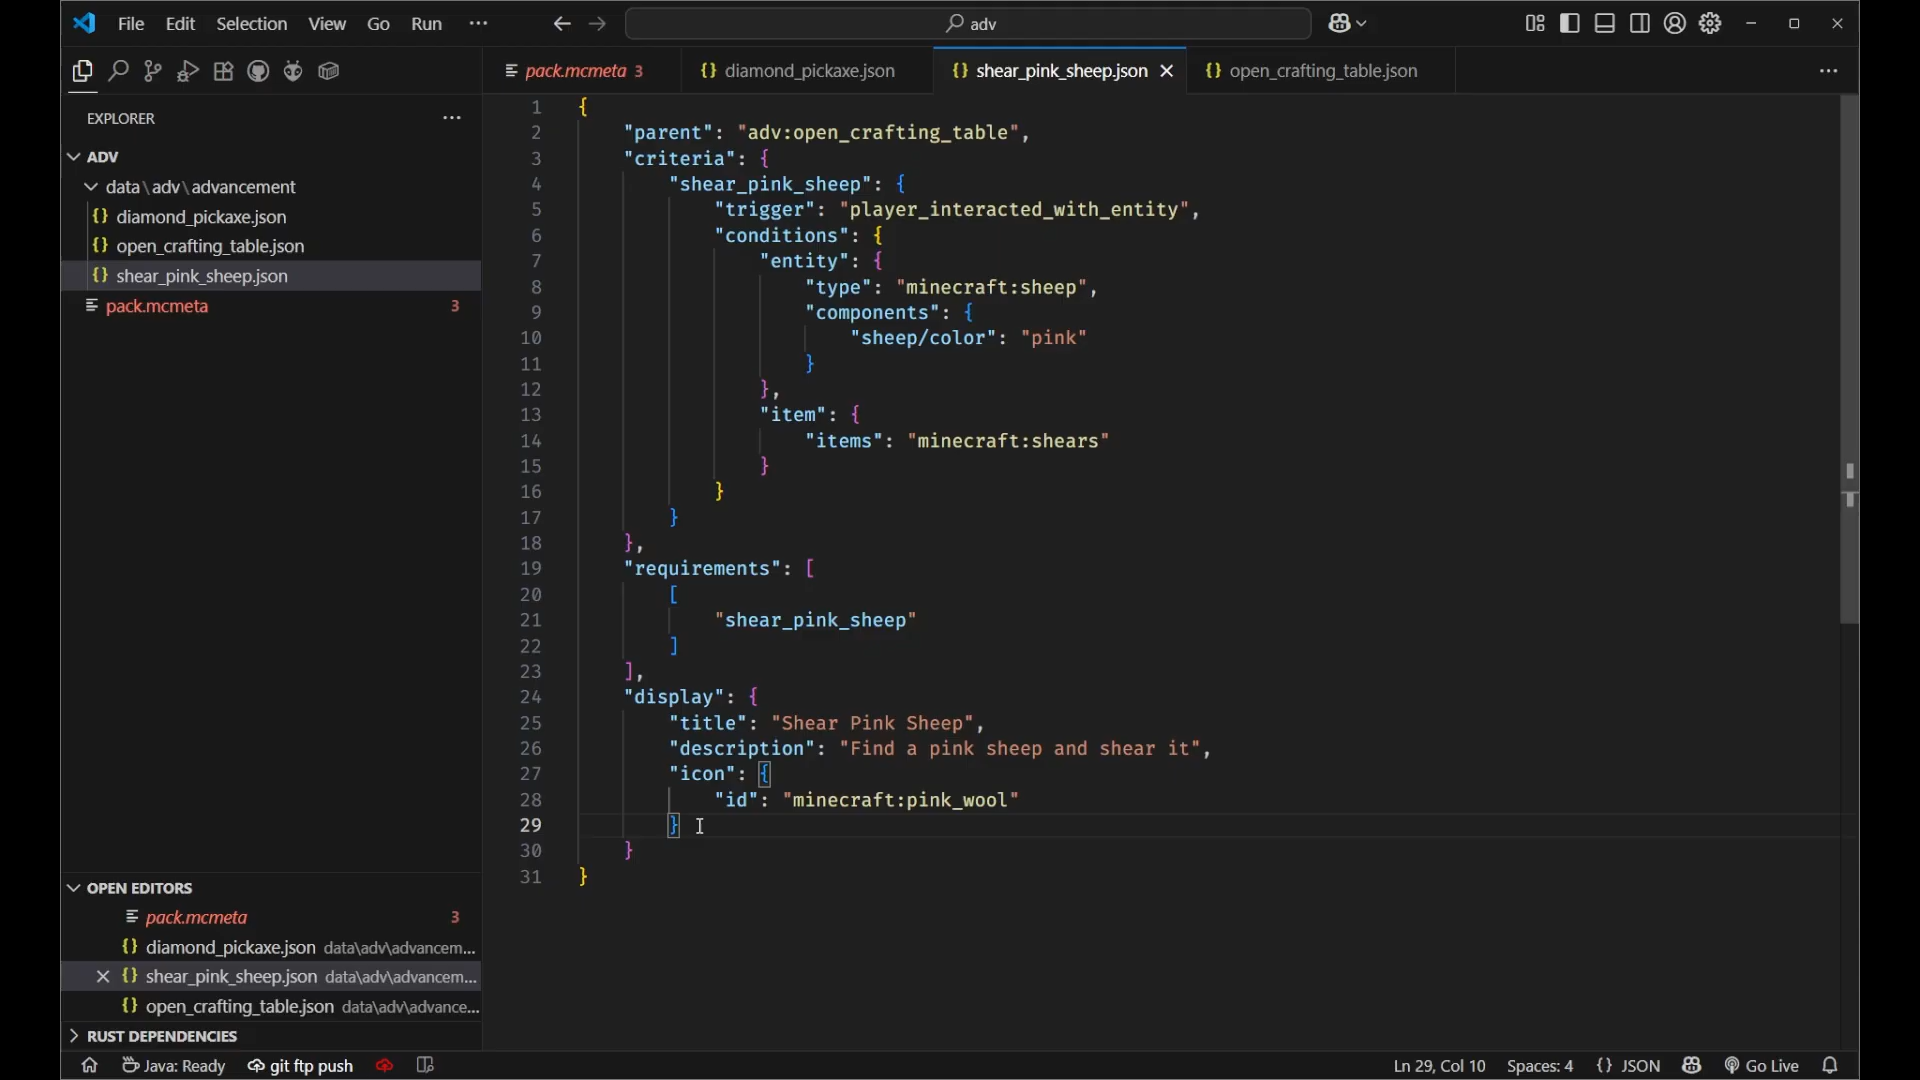 File Edit Selection View Go Run ···
adv
EXPLORER ···
ADV
data\adv\advancement
{} diamond_pickaxe.json
{} open_crafting_table.json
{} shear_pink_sheep.json
pack.mcmeta 3
OPEN EDITORS
pack.mcmeta 3
{} diamond_pickaxe.json data\adv\advancem...
{} shear_pink_sheep.json data\adv\advancem...
{} open_crafting_table.json data\adv\advance...
RUST DEPENDENCIES
pack.mcmeta 3 {} diamond_pickaxe.json {} shear_pink_sheep.json {} open_crafting_table.json ···
1 {
2 "parent": "adv:open_crafting_table",
3 "criteria": {
4 "shear_pink_sheep": {
5 "trigger": "player_interacted_with_entity",
6 "conditions": {
7 "entity": {
8 "type": "minecraft:sheep",
9 "components": {
10 "sheep/color": "pink"
11 }
12 },
13 "item": {
14 "items": "minecraft:shears"
15 }
16 }
17 }
18 },
19 "requirements": [
20 [
21 "shear_pink_sheep"
22 ]
23 ],
24 "display": {
25 "title": "Shear Pink Sheep",
26 "description": "Find a pink sheep and shear it",
27 "icon": {
28 "id": "minecraft:pink_wool"
29 }
30 }
31 }
Java: Ready git ftp push Ln 29, Col 10 Spaces: 4 {} JSON Go Live